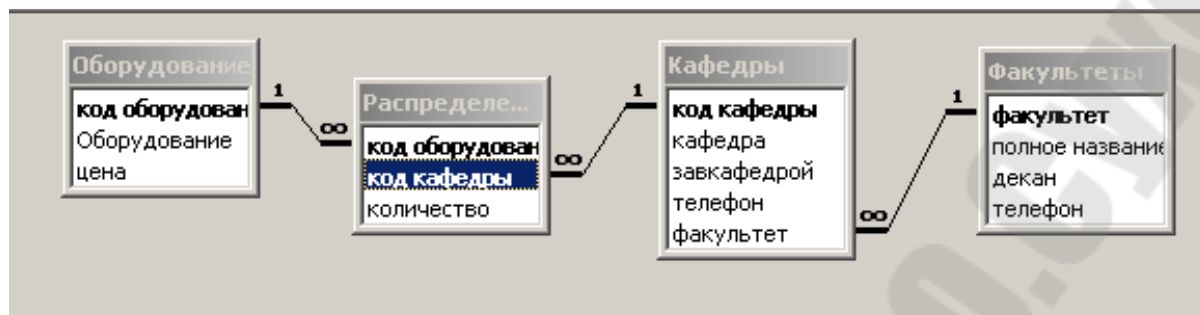 Оборудование
код оборудован
Оборудование
цена
1
∞
Распределе...
код оборудован
код кафедры
количество
∞
1
Кафедры
код кафедры
кафедра
завкафедрой
телефон
факультет
∞
1
Факультеты
факультет
полное название
декан
телефон